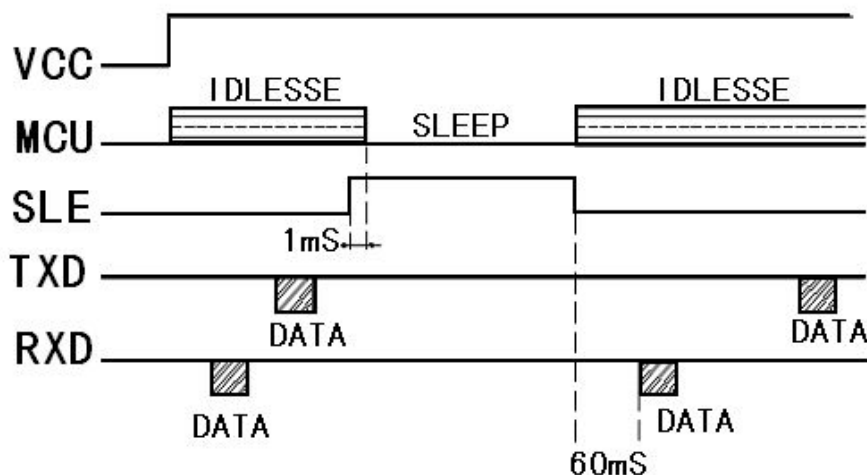 VCC
IDLESSE IDLESSE
MCU SLEEP
SLE
1mS
TXD
DATA DATA
RXD
DATA DATA
60mS